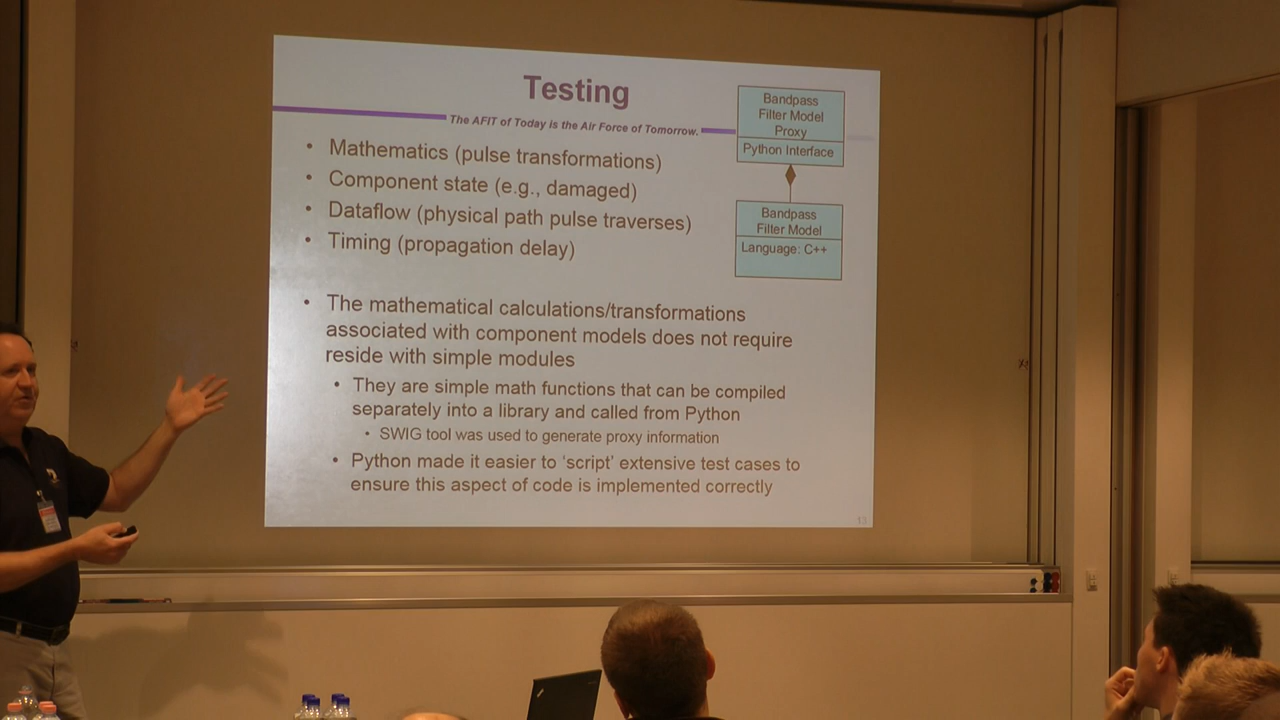 Testing
The AFIT of Today is the Air Force of Tomorrow.
Bandpass
Filter Model
Proxy
Python Interface
Bandpass
Filter Model
Language: C++
• Mathematics (pulse transformations)
• Component state (e.g., damaged)
• Dataflow (physical path pulse traverses)
• Timing (propagation delay)
• The mathematical calculations/transformations
associated with component models does not require
reside with simple modules
• They are simple math functions that can be compiled
separately into a library and called from Python
• SWIG tool was used to generate proxy information
• Python made it easier to ‘script’ extensive test cases to
ensure this aspect of code is implemented correctly
13